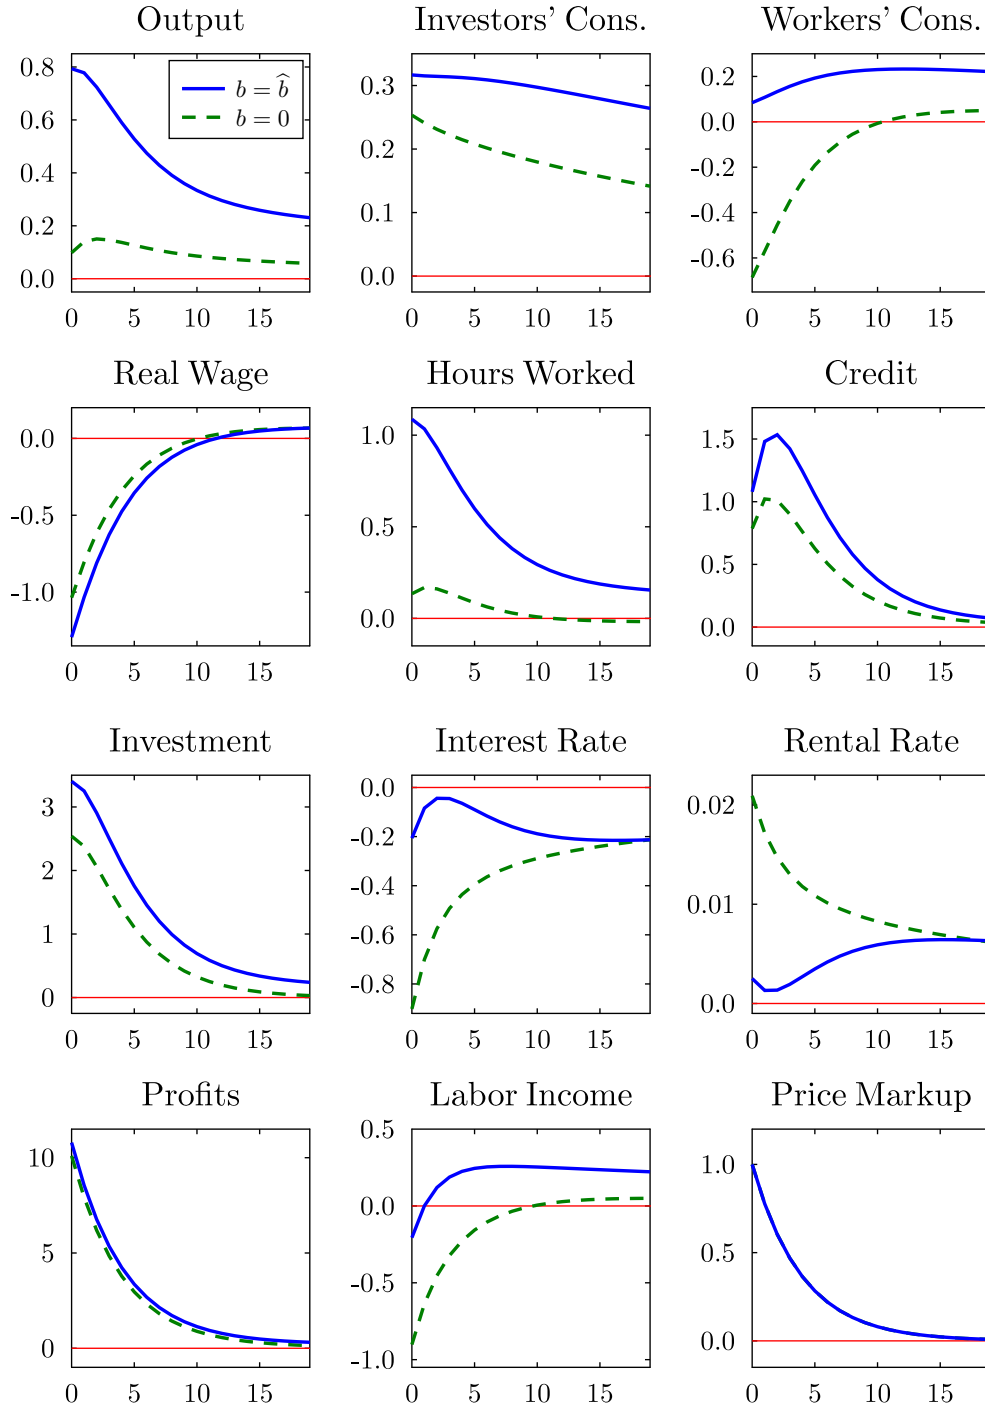 Output
Investors' Cons.
Workers' Cons.
0.8
0.6
0.4
0.2
0.0
b = b̂
b = 0
0 5 10 15
0.3
0.2
0.1
0.0
0 5 10 15
0.2
0.0
-0.2
-0.4
-0.6
0 5 10 15
Real Wage
Hours Worked
Credit
0.0
-0.5
-1.0
0 5 10 15
1.0
0.5
0.0
0 5 10 15
1.5
1.0
0.5
0.0
0 5 10 15
Investment
Interest Rate
Rental Rate
3
2
1
0
0 5 10 15
0.0
-0.2
-0.4
-0.6
-0.8
0 5 10 15
0.02
0.01
0.0
0 5 10 15
Profits
Labor Income
Price Markup
10
5
0
0 5 10 15
0.5
0.0
-0.5
-1.0
0 5 10 15
1.0
0.5
0.0
0 5 10 15